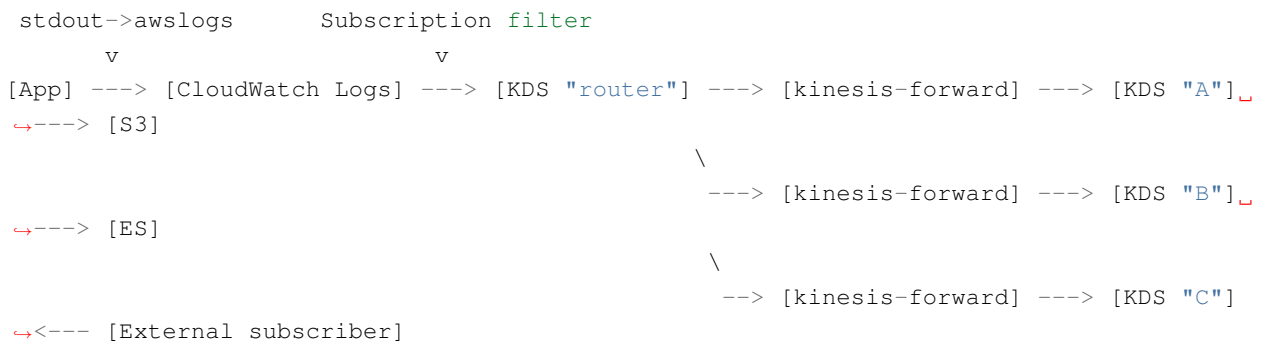 stdout->awslogs      Subscription filter
v                    v
[App] ---> [CloudWatch Logs] ---> [KDS "router"] ---> [kinesis-forward] ---> [KDS "A"]␣
↪---> [S3]
\
---> [kinesis-forward] ---> [KDS "B"]␣
↪---> [ES]
\
--> [kinesis-forward] ---> [KDS "C"]
↪<--- [External subscriber]